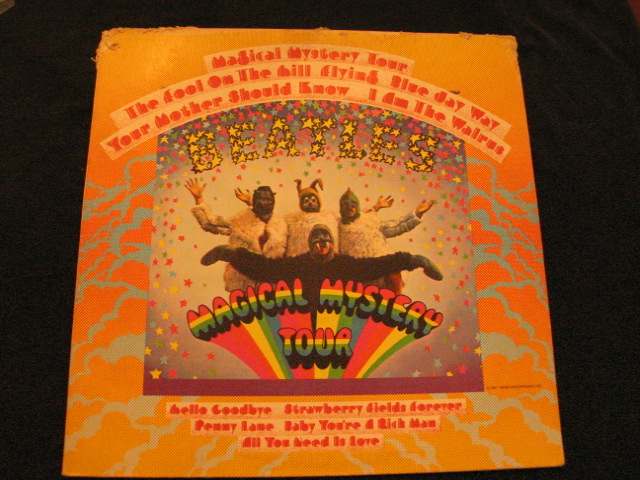 Magical Mystery Tour
The Fool On The Hill Flying Blue Jay Way
Your Mother Should Know I Am The Walrus
BEATLES
MAGICAL MYSTERY
TOUR
Hello Goodbye Strawberry Fields Forever
Penny Lane Baby You're A Rich Man
All You Need Is Love